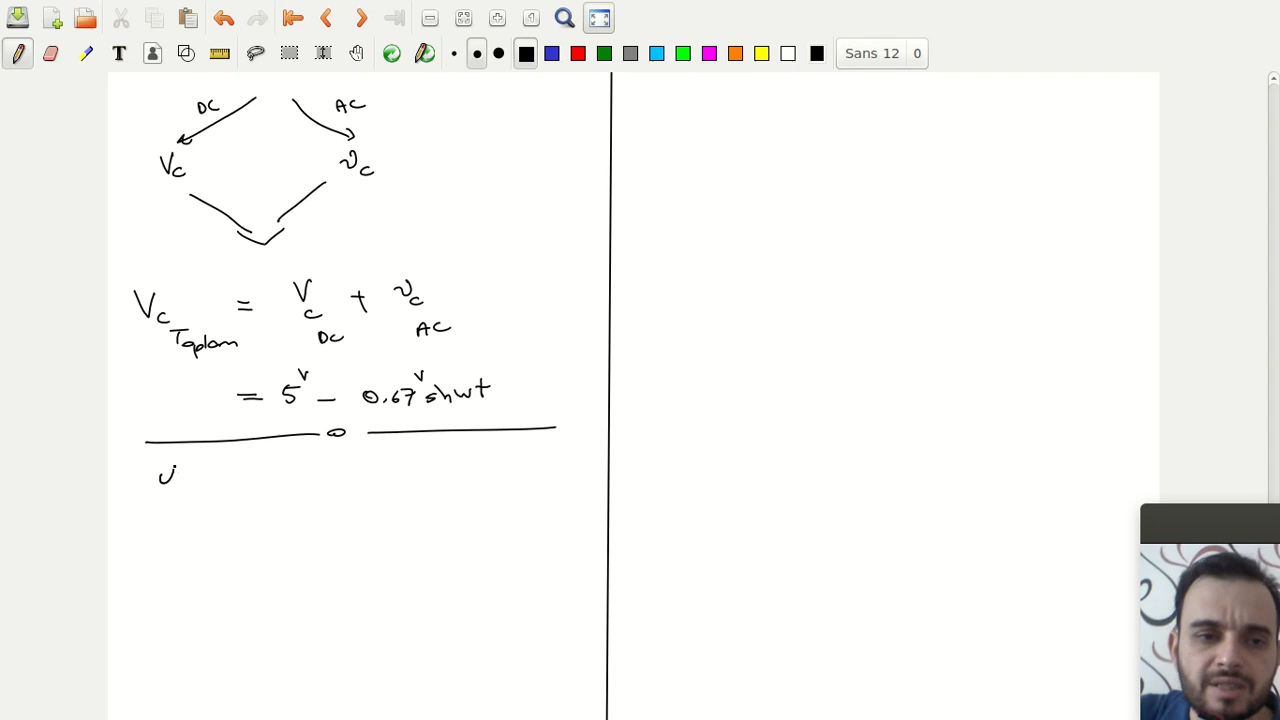 Sans 12 0
DC AC
Vc vc
Vc Toplam = Vc DC + vc AC
= 5v - 0.67v sinwt